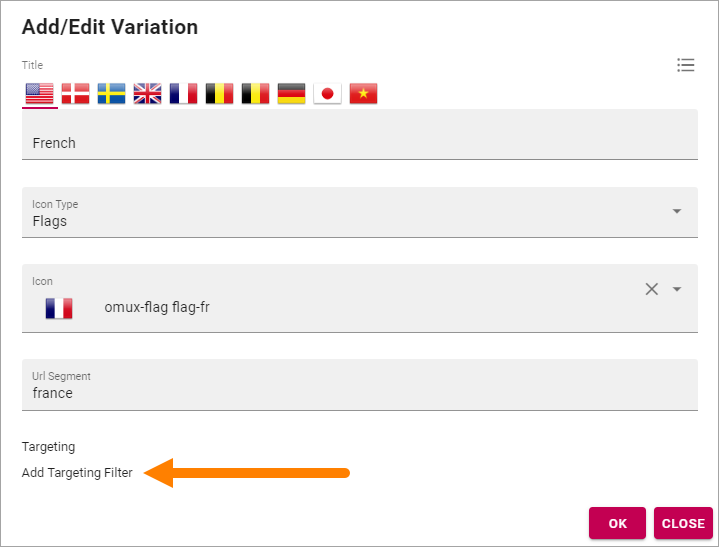 Add/Edit Variation
Title
French
Icon Type
Flags
Icon
omux-flag flag-fr
Url Segment
france
Targeting
Add Targeting Filter
OK CLOSE